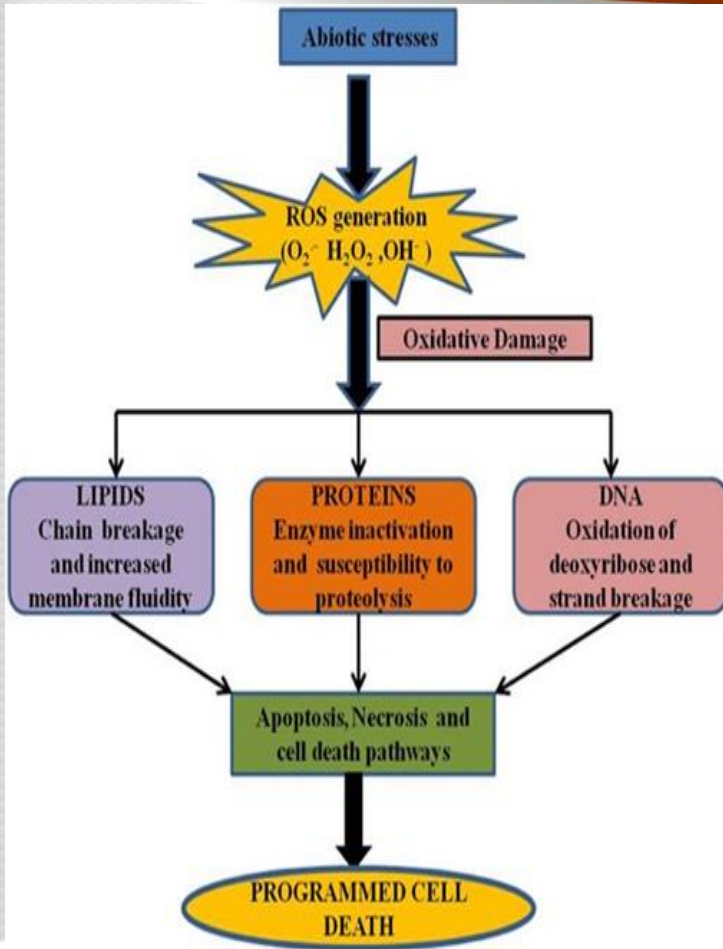 Abiotic stresses
ROS generation
(O₂⁻ H₂O₂ ,OH⁻ )
Oxidative Damage
LIPIDS
Chain breakage
and increased
membrane fluidity
PROTEINS
Enzyme inactivation
and susceptibility to
proteolysis
DNA
Oxidation of
deoxyribose and
strand breakage
Apoptosis, Necrosis and
cell death pathways
PROGRAMMED CELL
DEATH